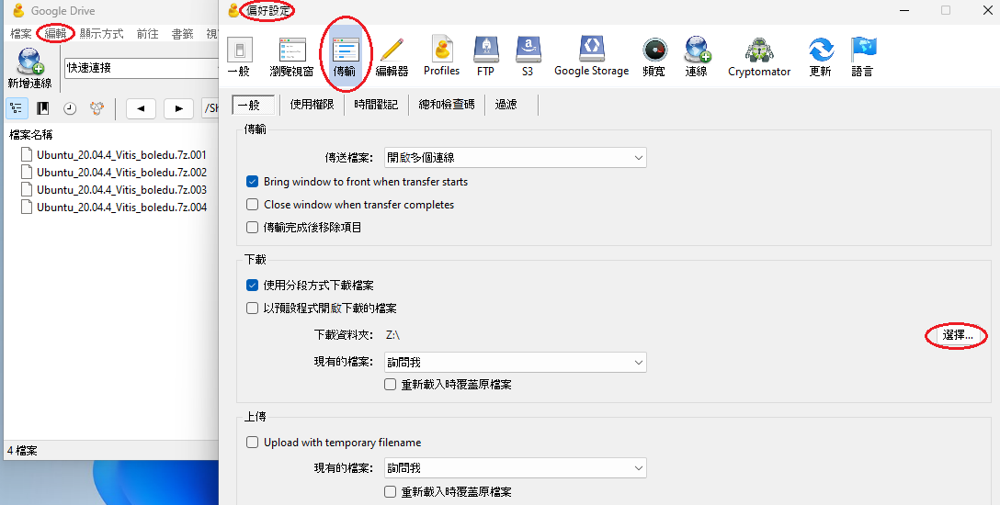 Google Drive
檔案 編輯 顯示方式 前往 書籤
新增連線
快速連接
檔案名稱
Ubuntu_20.04.4_Vitis_boledu.7z.001
Ubuntu_20.04.4_Vitis_boledu.7z.002
Ubuntu_20.04.4_Vitis_boledu.7z.003
Ubuntu_20.04.4_Vitis_boledu.7z.004
4 檔案
偏好設定
一般 瀏覽視窗 傳輸 編輯器 Profiles FTP S3 Google Storage 頻寬 連線 Cryptomator 更新 語言
一般 使用權限 時間戳記 總和檢查碼 過濾
傳輸
傳送檔案: 開啟多個連線
Bring window to front when transfer starts
Close window when transfer completes
傳輸完成後移除項目
下載
使用分段方式下載檔案
以預設程式開啟下載的檔案
下載資料夾: Z:\ 選擇...
現有的檔案: 詢問我
重新載入時覆蓋原檔案
上傳
Upload with temporary filename
現有的檔案: 詢問我
重新載入時覆蓋原檔案